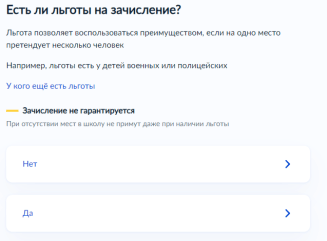 Есть ли льготы на зачисление?
Льгота позволяет воспользоваться преимуществом, если на одно место
претендует несколько человек
Например, льготы есть у детей военных или полицейских
У кого ещё есть льготы
Зачисление не гарантируется
При отсутствии мест в школу не примут даже при наличии льготы
Нет
Да